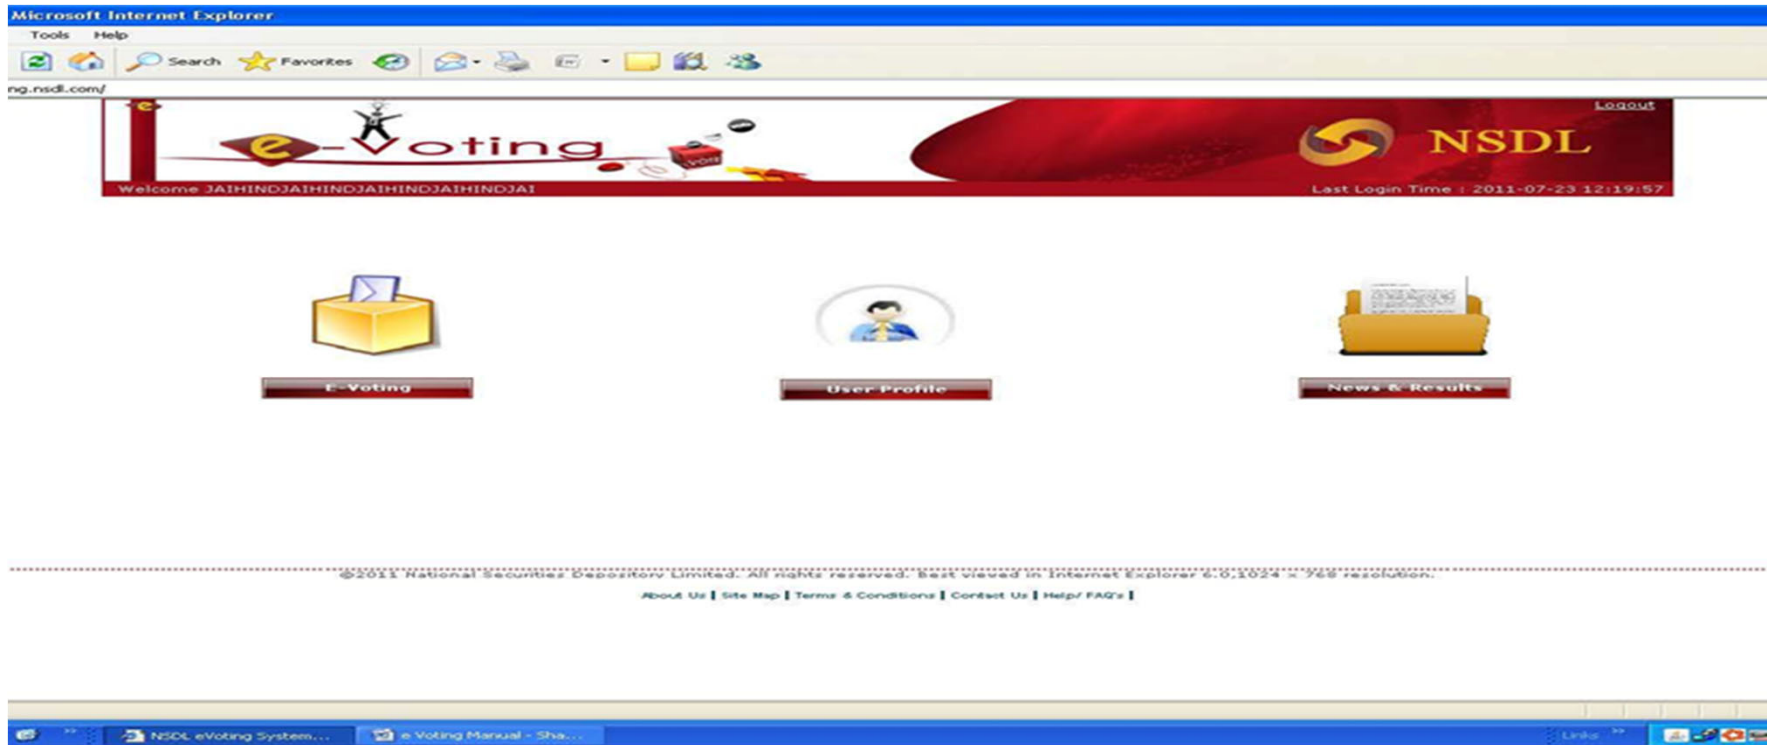 Microsoft Internet Explorer
Tools Help
Search Favorites
ng.nsdl.com/
e
Logout
e-Voting
VOTE
NSDL
Welcome JAIHINDJAIHINDJAIHINDJAIHINDJAI
Last Login Time : 2011-07-23 12:19:57
E-Voting
User Profile
News & Results
©2011 National Securities Depository Limited. All rights reserved. Best viewed in Internet Explorer 6.0,1024 x 768 resolution.
About Us | Site Map | Terms & Conditions | Contact Us | Help/ FAQ's |
NSDL eVoting System... e Voting Manual - Sha... Links »